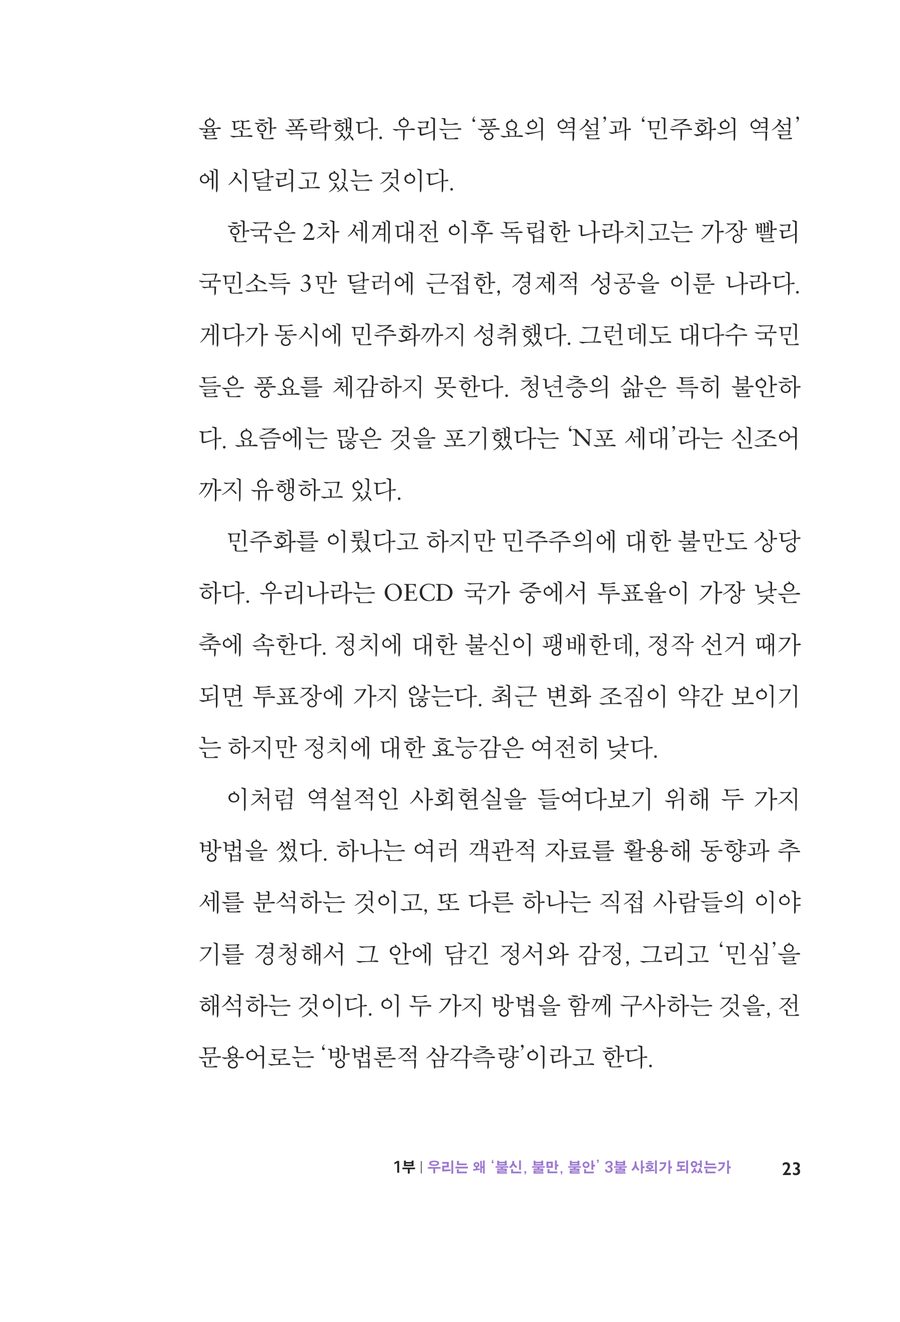 율 또한 폭락했다. 우리는 ‘풍요의 역설’과 ‘민주화의 역설’
에 시달리고 있는 것이다.
한국은 2차 세계대전 이후 독립한 나라치고는 가장 빨리
국민소득 3만 달러에 근접한, 경제적 성공을 이룬 나라다.
게다가 동시에 민주화까지 성취했다. 그런데도 대다수 국민
들은 풍요를 체감하지 못한다. 청년층의 삶은 특히 불안하
다. 요즘에는 많은 것을 포기했다는 ‘N포 세대’라는 신조어
까지 유행하고 있다.
민주화를 이뤘다고 하지만 민주주의에 대한 불만도 상당
하다. 우리나라는 OECD 국가 중에서 투표율이 가장 낮은
축에 속한다. 정치에 대한 불신이 팽배한데, 정작 선거 때가
되면 투표장에 가지 않는다. 최근 변화 조짐이 약간 보이기
는 하지만 정치에 대한 효능감은 여전히 낮다.
이처럼 역설적인 사회현실을 들여다보기 위해 두 가지
방법을 썼다. 하나는 여러 객관적 자료를 활용해 동향과 추
세를 분석하는 것이고, 또 다른 하나는 직접 사람들의 이야
기를 경청해서 그 안에 담긴 정서와 감정, 그리고 ‘민심’을
해석하는 것이다. 이 두 가지 방법을 함께 구사하는 것을, 전
문용어로는 ‘방법론적 삼각측량’이라고 한다.
1부 | 우리는 왜 ‘불신, 불만, 불안’ 3불 사회가 되었는가 23